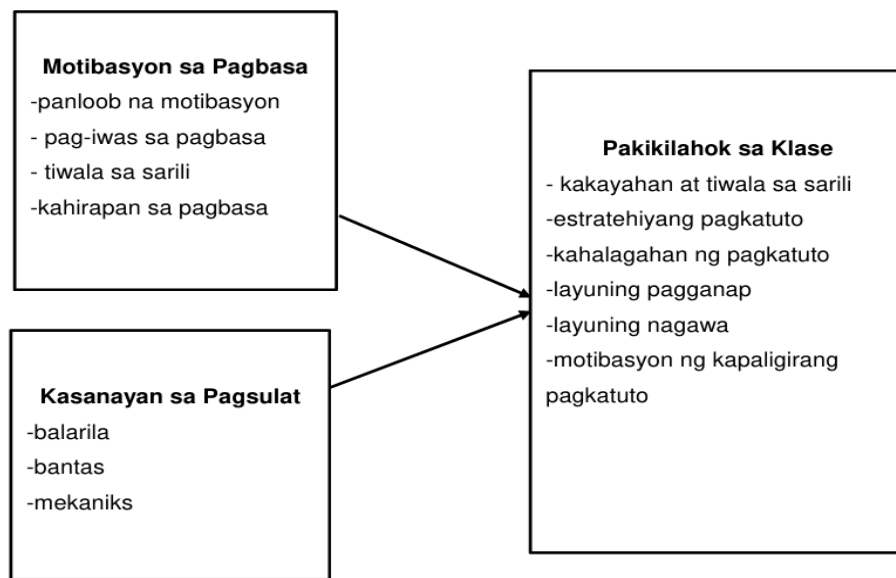 Motibasyon sa Pagbasa
-panloob na motibasyon
- pag-iwas sa pagbasa
- tiwala sa sarili
-kahirapan sa pagbasa
Kasanayan sa Pagsulat
-balarila
-bantas
-mekaniks
Pakikilahok sa Klase
- kakayahan at tiwala sa sarili
-estratehiyang pagkatuto
-kahalagahan ng pagkatuto
-layuning pagganap
-layuning nagawa
-motibasyon ng kapaligirang
pagkatuto